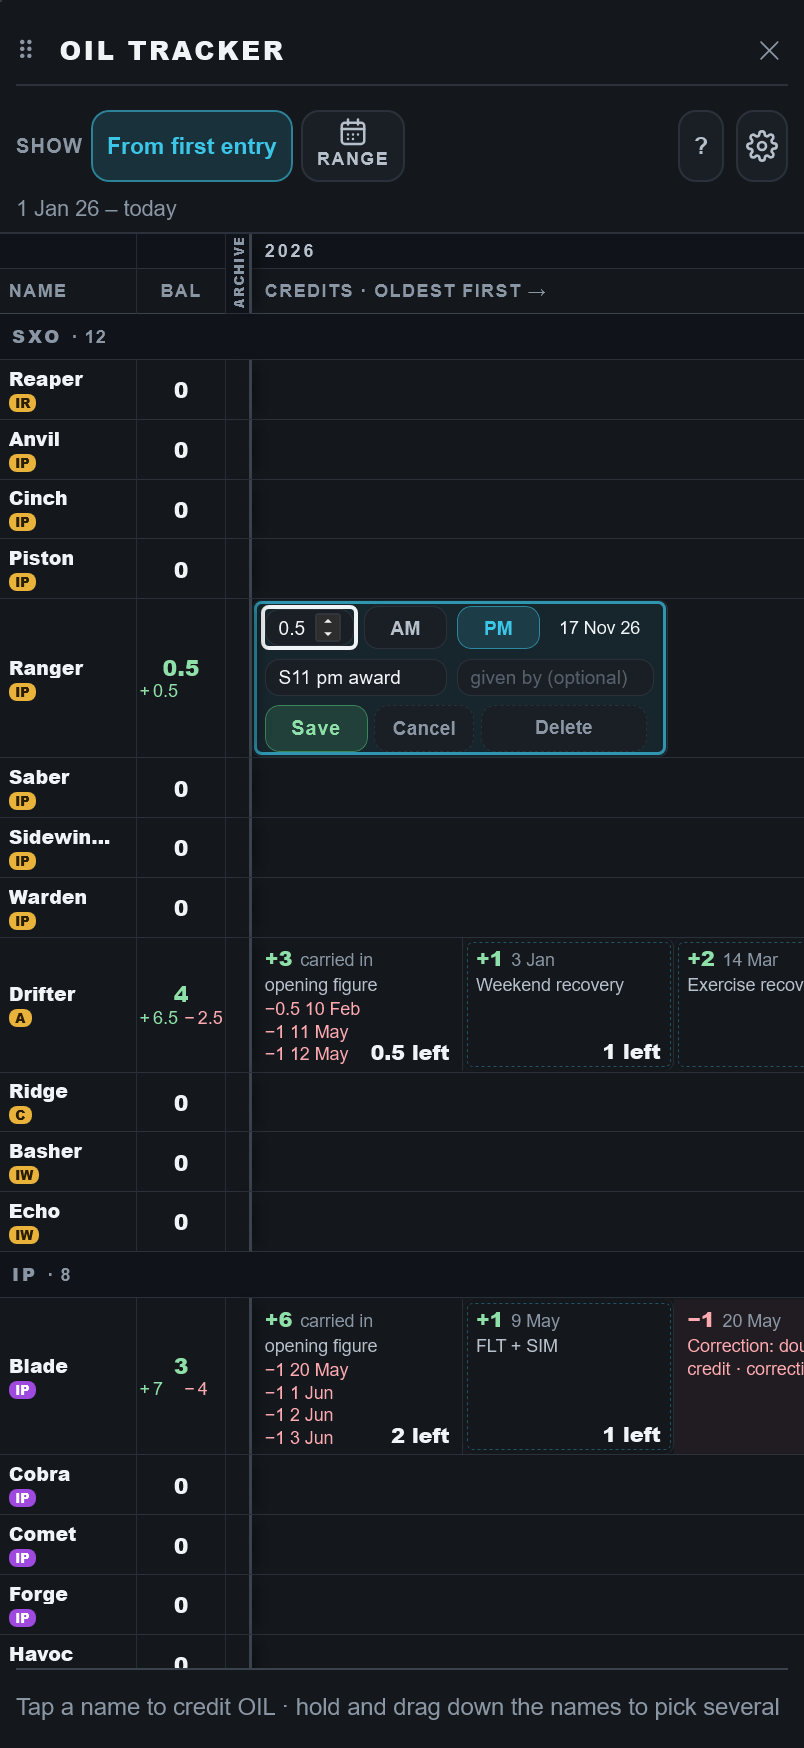 OIL TRACKER
SHOW From first entry RANGE ?
1 Jan 26 – today
ARCHIVE 2026
NAME BAL CREDITS · OLDEST FIRST →
SXO · 12
Reaper
IR 0
Anvil
IP 0
Cinch
IP 0
Piston
IP 0
0.5 AM PM 17 Nov 26
Ranger 0.5 S11 pm award given by (optional)
IP +0.5
Save Cancel Delete
Saber
IP 0
Sidewin...
IP 0
Warden
IP 0
+3 carried in +1 3 Jan +2 14 Mar
opening figure Weekend recovery Exercise recov
Drifter 4 −0.5 10 Feb
A +6.5 −2.5 −1 11 May
−1 12 May 0.5 left 1 left
Ridge
C 0
Basher
IW 0
Echo
IW 0
IP · 8
+6 carried in +1 9 May −1 20 May
opening figure FLT + SIM Correction: dou
Blade 3 −1 20 May credit · correcti
IP +7 −4 −1 1 Jun
−1 2 Jun
−1 3 Jun 2 left 1 left
Cobra
IP 0
Comet
IP 0
Forge
IP 0
Havoc 0
Tap a name to credit OIL · hold and drag down the names to pick several